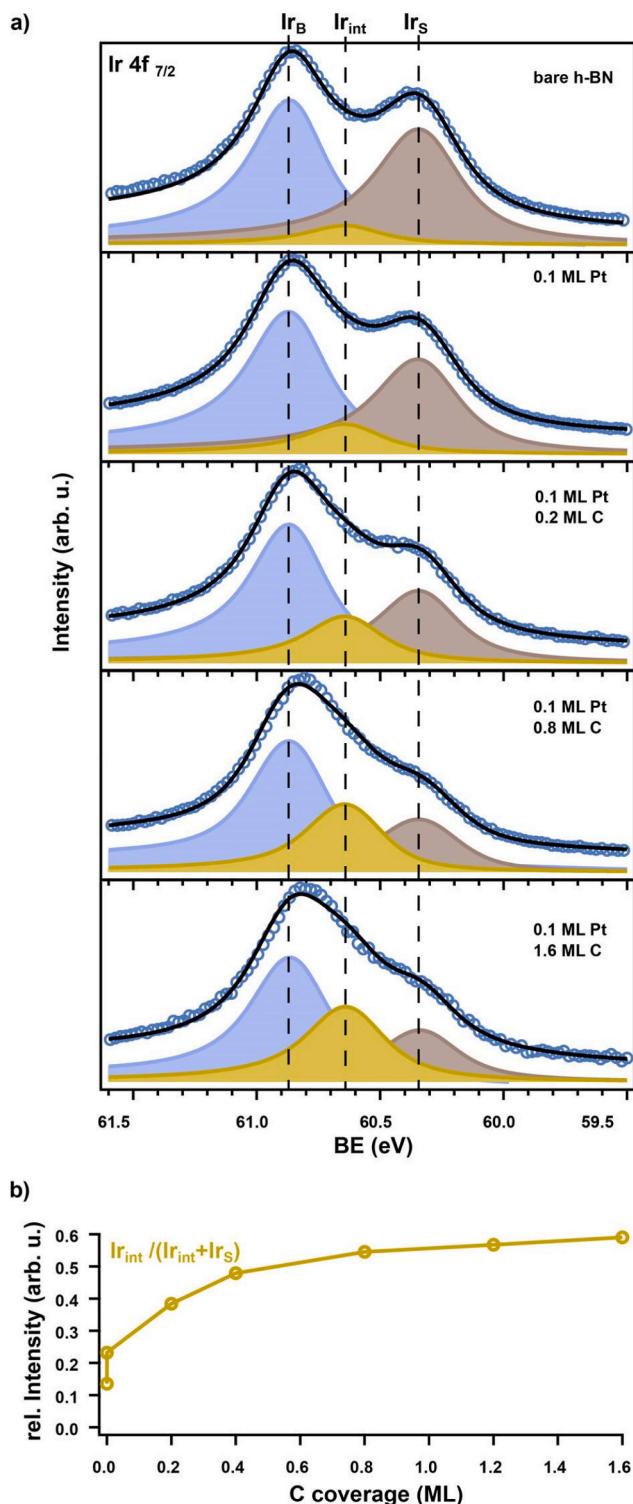 a)
Ir_B Ir_int Ir_S
Ir 4f 7/2
bare h-BN
0.1 ML Pt
0.1 ML Pt
0.2 ML C
0.1 ML Pt
0.8 ML C
0.1 ML Pt
1.6 ML C
Intensity (arb. u.)
61.5 61.0 60.5 60.0 59.5
BE (eV)
b)
Ir_int /(Ir_int+Ir_S)
0.6
0.5
0.4
0.3
0.2
0.1
0.0
rel. Intensity (arb. u.)
0.0 0.2 0.4 0.6 0.8 1.0 1.2 1.4 1.6
C coverage (ML)